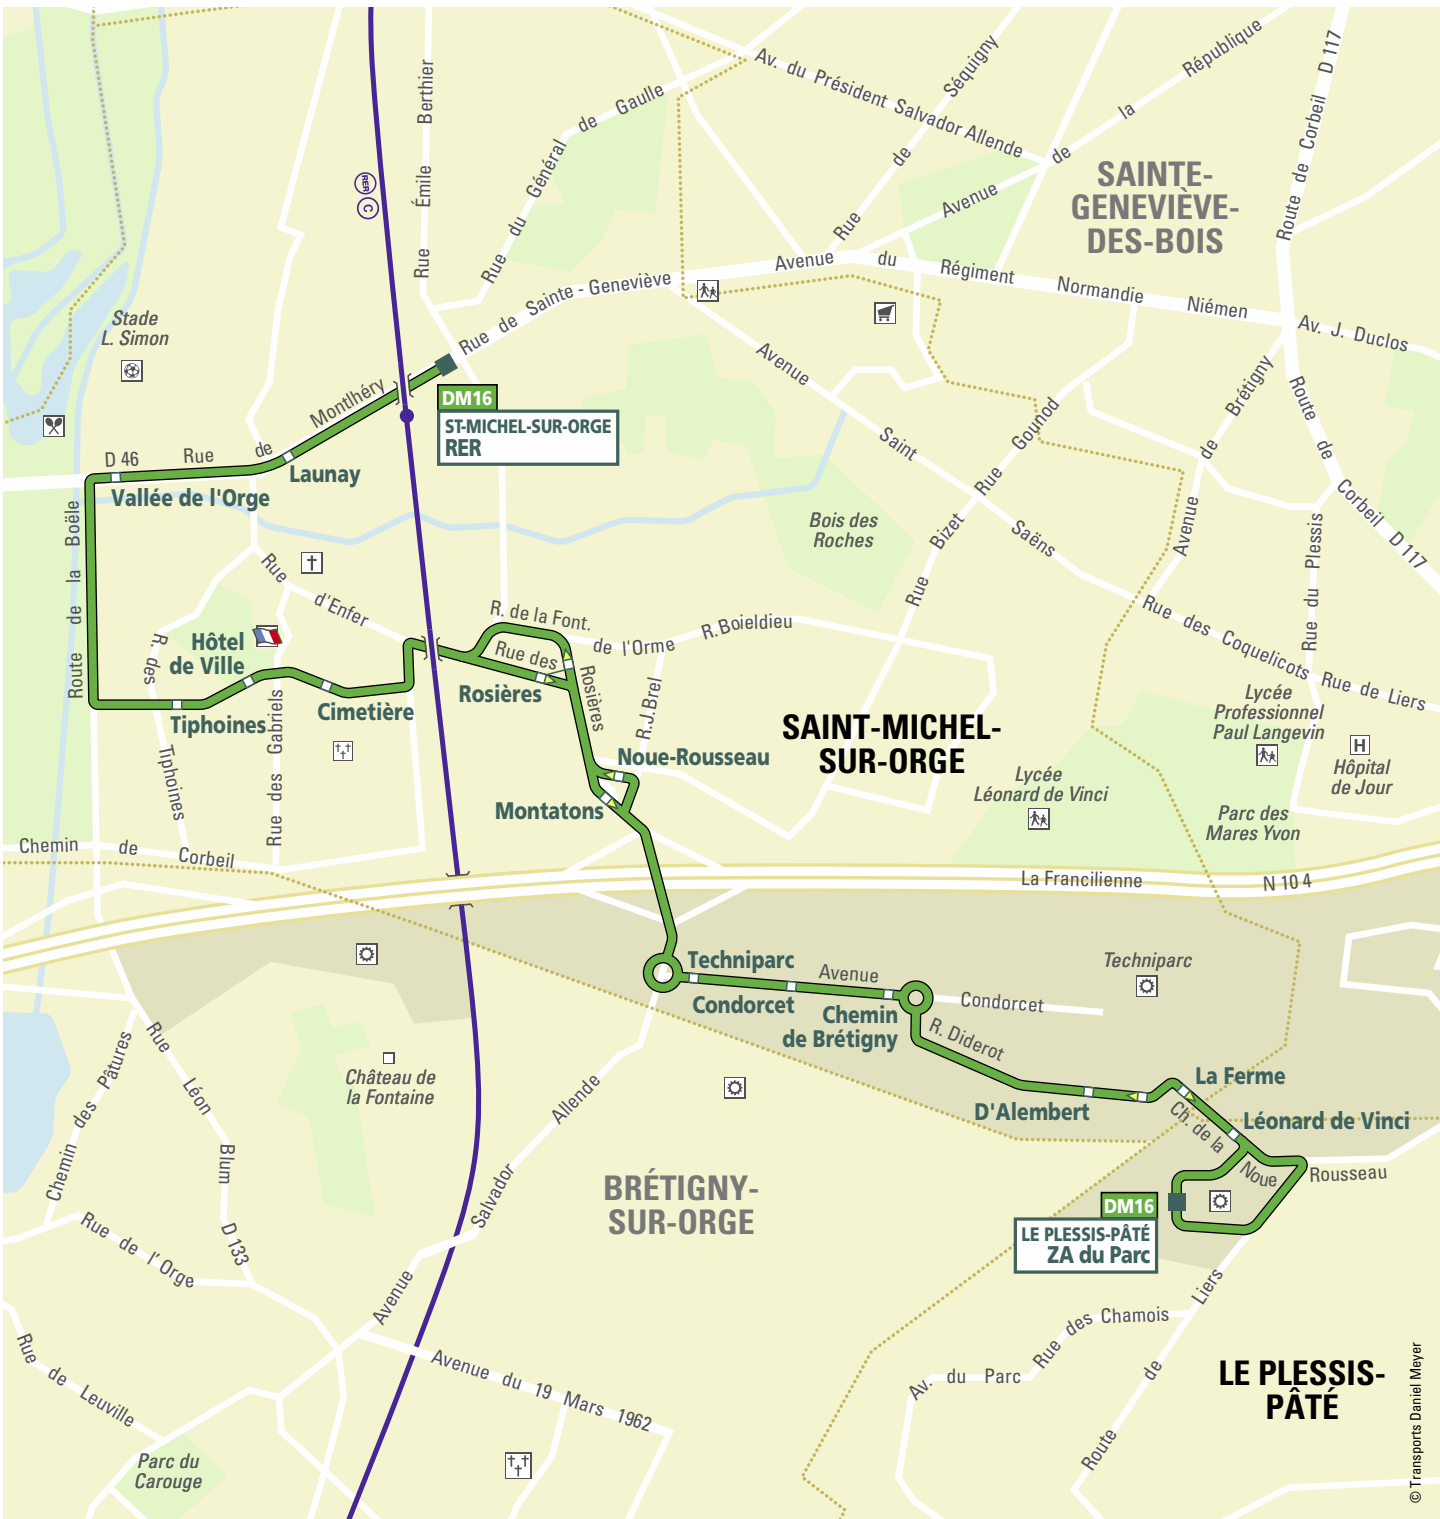 Av. du Président Salvador Allende
Rue de Séquigny
Avenue de la République
Route de Corbeil D 117
SAINTE-
GENEVIÈVE-
DES-BOIS
Rue Émile Berthier
RER C
Rue du Général de Gaulle
Rue de Sainte - Geneviève
Avenue du Régiment Normandie Niémen
Av. J. Duclos
Stade
L. Simon
Rue de Montlhéry
D 46
DM16
ST-MICHEL-SUR-ORGE
RER
Launay
Vallée de l'Orge
Avenue Saint Saëns
Rue Bizet
Rue Gounod
Avenue de Brétigny
Route de Corbeil D 117
Bois des
Roches
Route de la Boële
Rue d'Enfer
Rue du Plessis
Rue des Coquelicots
Rue de Liers
R. de la Font. de l'Orme
R. Boieldieu
Hôtel
de Ville
R. des Tiphoines
Rue des Rosières
Rosières
R.J.Brel
Tiphoines
Cimetière
Rue des Gabriels
SAINT-MICHEL-
SUR-ORGE
Lycée
Professionnel
Paul Langevin
H
Hôpital
de Jour
Noue-Rousseau
Montatons
Lycée
Léonard de Vinci
Parc des
Mares Yvon
Chemin de Corbeil
La Francilienne
N 104
Techniparc
Avenue Condorcet
Condorcet
Chemin
de Brétigny
Techniparc
R. Diderot
Rue Léon Blum D 133
Chemin des Pâtures
Château de
la Fontaine
Avenue Salvador Allende
D'Alembert
La Ferme
Léonard de Vinci
Ch. de la Noue Rousseau
BRÉTIGNY-
SUR-ORGE
DM16
LE PLESSIS-PÂTÉ
ZA du Parc
Rue de l'Orge
Rue de Leuville
Avenue du 19 Mars 1962
Parc du
Carouge
Av. du Parc
Rue des Chamois
Route de Liers
LE PLESSIS-
PÂTÉ
© Transports Daniel Meyer